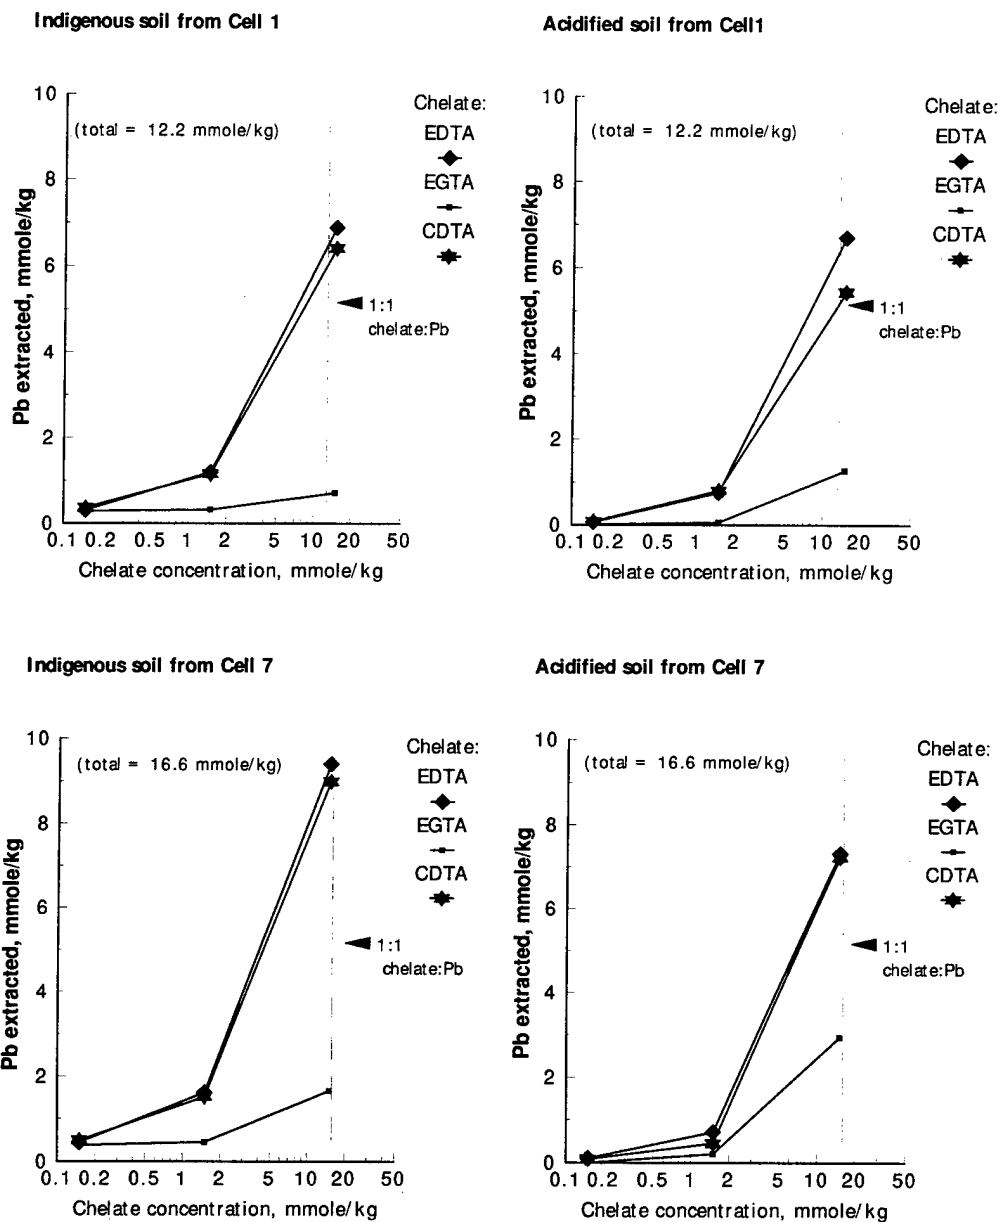 Indigenous soil from Cell 1
10
8
6
4
2
0
Pb extracted, mmole/kg
(total = 12.2 mmole/kg)
Chelate:
EDTA
EGTA
CDTA
1:1
chelate:Pb
0.1 0.2 0.5 1 2 5 10 20 50
Chelate concentration, mmole/kg
Acidified soil from Cell1
10
8
6
4
2
0
Pb extracted, mmole/kg
(total = 12.2 mmole/kg)
Chelate:
EDTA
EGTA
CDTA
1:1
chelate:Pb
0.1 0.2 0.5 1 2 5 10 20 50
Chelate concentration, mmole/kg
Indigenous soil from Cell 7
10
8
6
4
2
0
Pb extracted, mmole/kg
(total = 16.6 mmole/kg)
Chelate:
EDTA
EGTA
CDTA
1:1
chelate:Pb
0.1 0.2 0.5 1 2 5 10 20 50
Chelate concentration, mmole/kg
Acidified soil from Cell 7
10
8
6
4
2
0
Pb extracted, mmole/kg
(total = 16.6 mmole/kg)
Chelate:
EDTA
EGTA
CDTA
1:1
chelate:Pb
0.1 0.2 0.5 1 2 5 10 20 50
Chelate concentration, mmole/kg